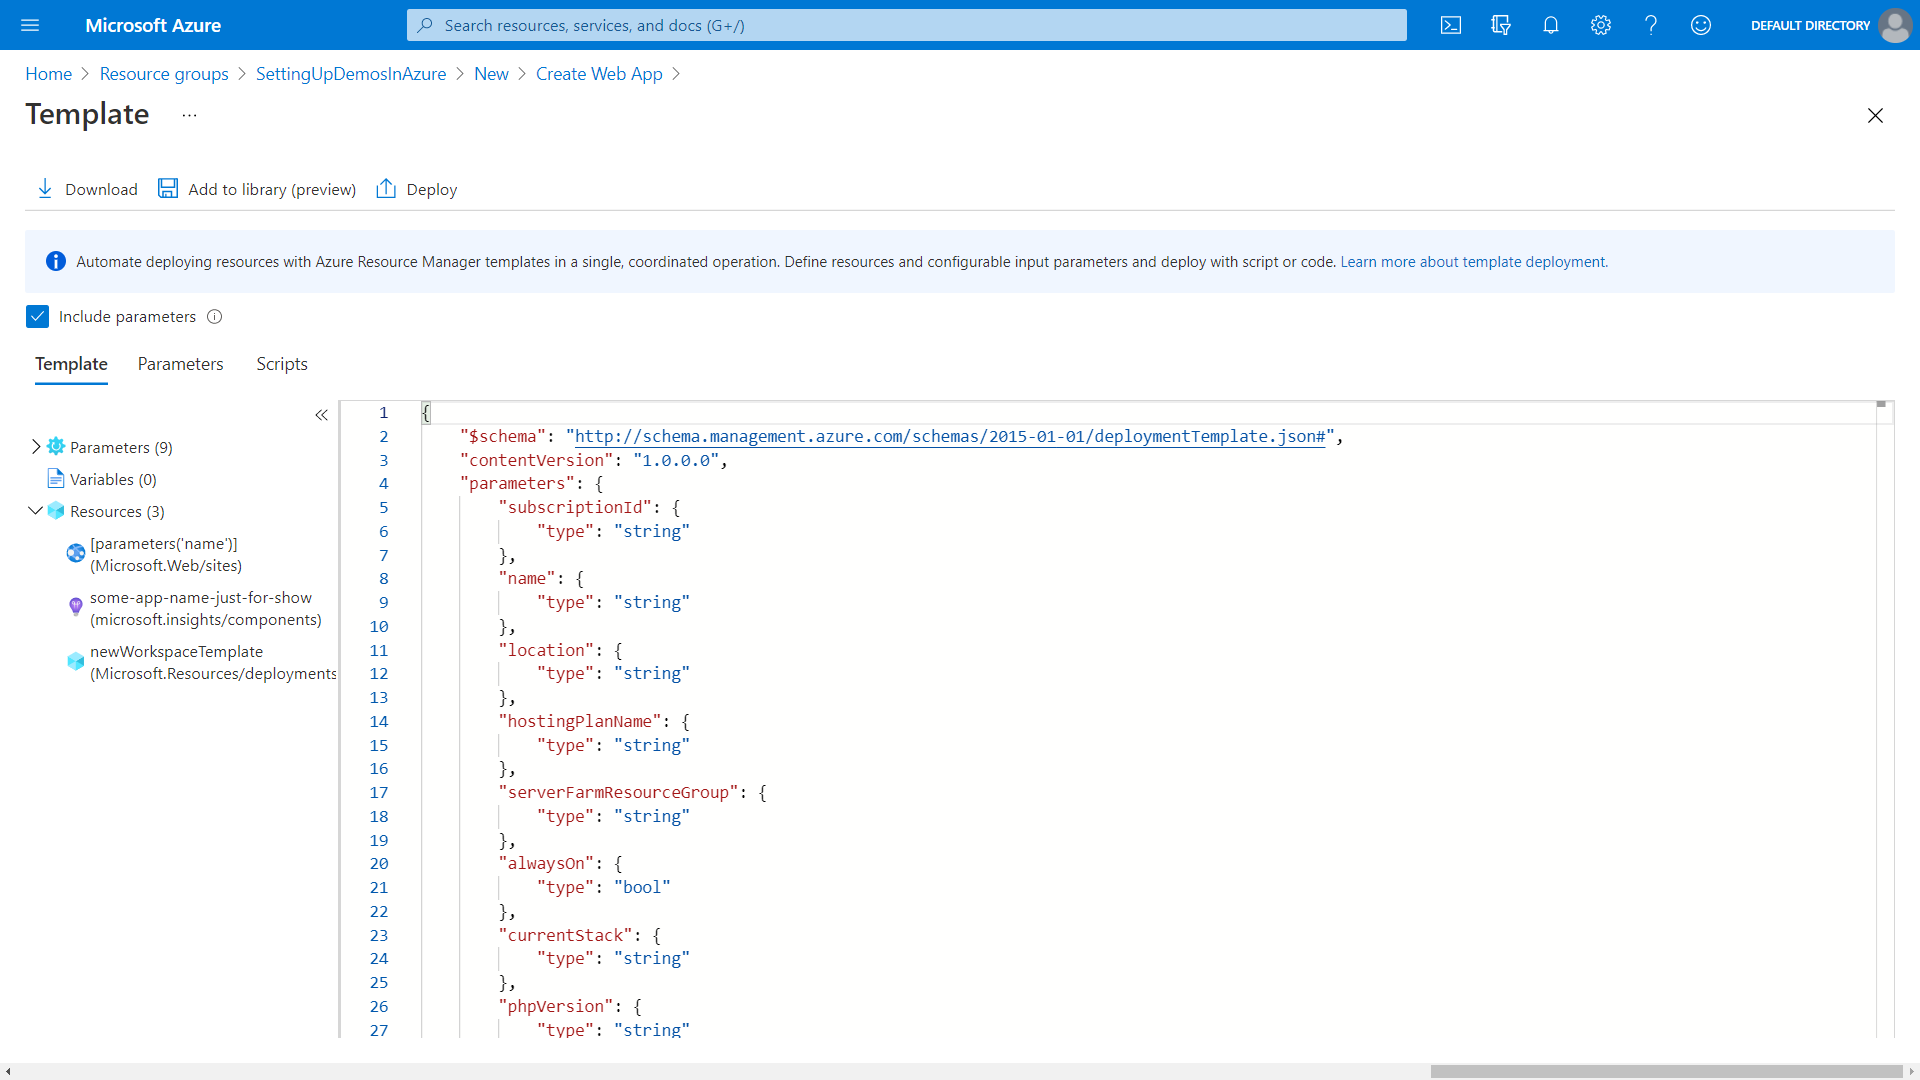 Microsoft Azure
Search resources, services, and docs (G+/)
DEFAULT DIRECTORY
Home
Resource groups
SettingUpDemosInAzure
New
Create Web App
Template
...
Download
Add to library (preview)
Deploy
Automate deploying resources with Azure Resource Manager templates in a single, coordinated operation. Define resources and configurable input parameters and deploy with script or code. Learn more about template deployment.
Include parameters
Template
Parameters
Scripts
Parameters (9)
Variables (0)
Resources (3)
[parameters('name')]
(Microsoft.Web/sites)
some-app-name-just-for-show
(microsoft.insights/components)
newWorkspaceTemplate
(Microsoft.Resources/deployments
1 {
2 "$schema": "http://schema.management.azure.com/schemas/2015-01-01/deploymentTemplate.json#",
3 "contentVersion": "1.0.0.0",
4 "parameters": {
5 "subscriptionId": {
6 "type": "string"
7 },
8 "name": {
9 "type": "string"
10 },
11 "location": {
12 "type": "string"
13 },
14 "hostingPlanName": {
15 "type": "string"
16 },
17 "serverFarmResourceGroup": {
18 "type": "string"
19 },
20 "alwaysOn": {
21 "type": "bool"
22 },
23 "currentStack": {
24 "type": "string"
25 },
26 "phpVersion": {
27 "type": "string"